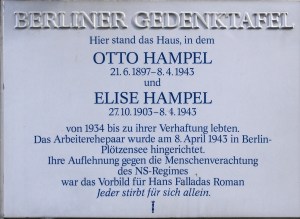 BERLINER GEDENKTAFEL
Hier stand das Haus, in dem
OTTO HAMPEL
21. 6. 1897–8. 4. 1943
und
ELISE HAMPEL
27. 10. 1903–8. 4. 1943
von 1934 bis zu ihrer Verhaftung lebten.
Das Arbeiterehepaar wurde am 8. April 1943 in Berlin-
Plötzensee hingerichtet.
Ihre Auflehnung gegen die Menschenverachtung
des NS-Regimes
war das Vorbild für Hans Falladas Roman
Jeder stirbt für sich allein.